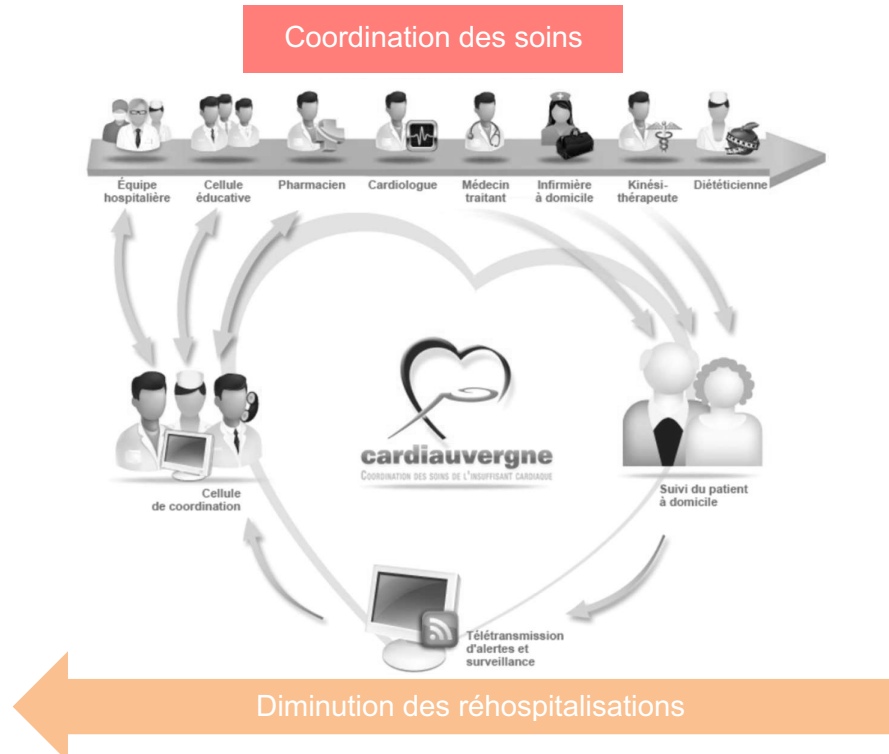 Coordination des soins
Équipe
hospitalière
Cellule
éducative
Pharmacien
Cardiologue
Médecin
traitant
Infirmière
à domicile
Kinési-
thérapeute
Diététicienne
cardiauvergne
COORDINATION DES SOINS DE L'INSUFFISANT CARDIAQUE
Cellule
de coordination
Suivi du patient
à domicile
Télétransmission
d'alertes et
surveillance
Diminution des réhospitalisations